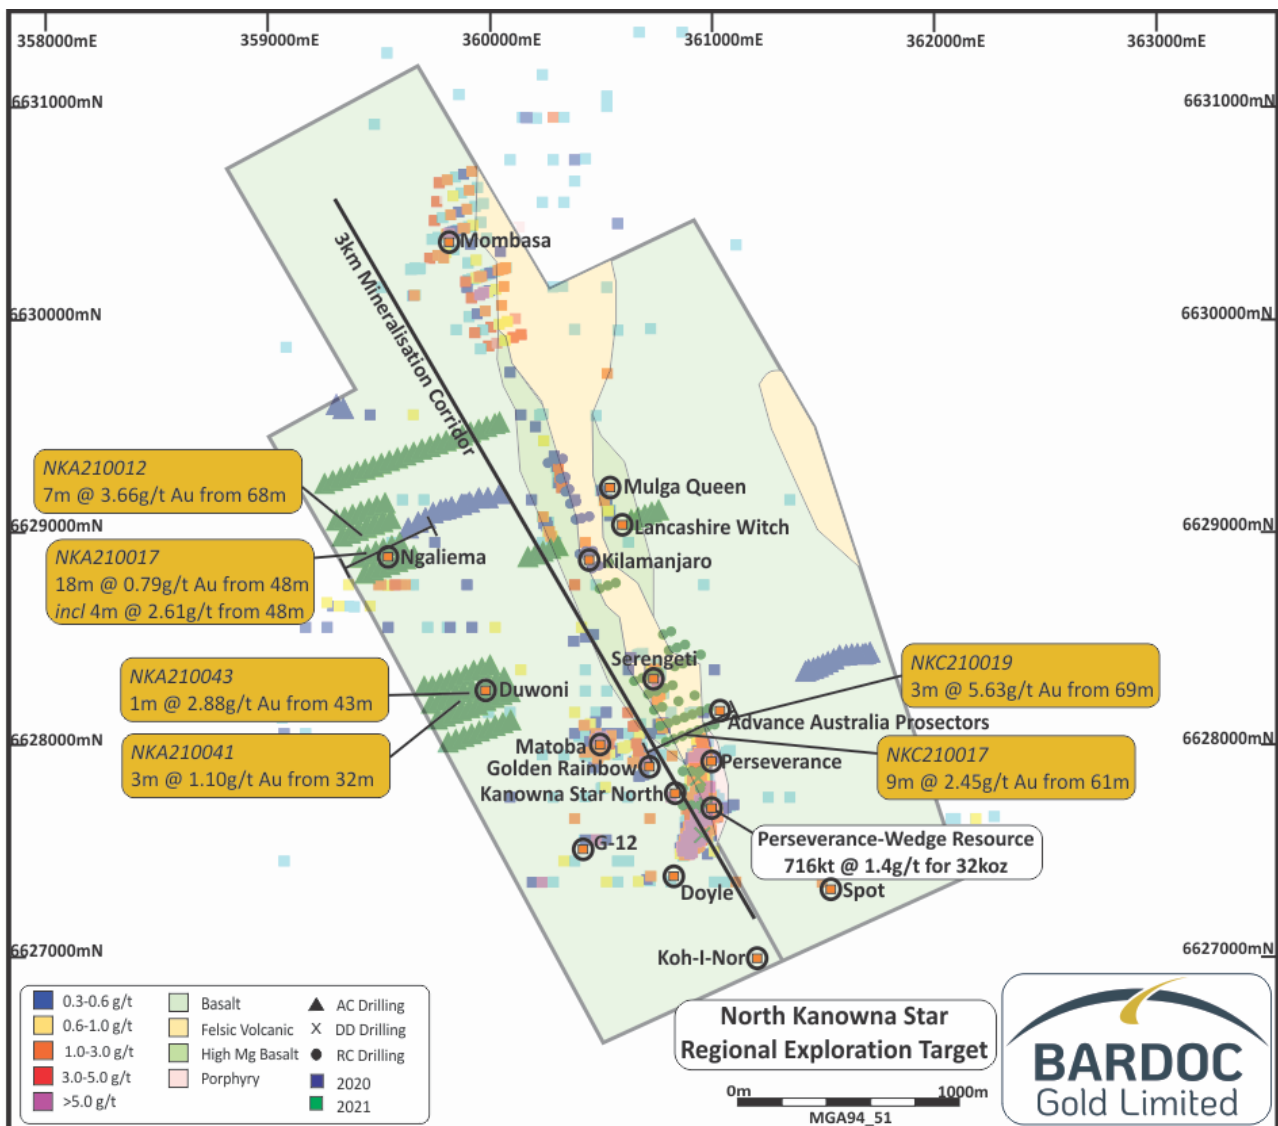 358000mE 359000mE 360000mE 361000mE 362000mE 363000mE
6631000mN 6631000mN
Mombasa
3km Mineralisation Corridor
6630000mN 6630000mN
NKA210012
7m @ 3.66g/t Au from 68m
Mulga Queen
6629000mN 6629000mN
Lancashire Witch
NKA210017
18m @ 0.79g/t Au from 48m
incl 4m @ 2.61g/t from 48m
Ngaliema
Kilamanjaro
Serengeti
NKC210019
3m @ 5.63g/t Au from 69m
NKA210043
1m @ 2.88g/t Au from 43m
Duwoni
Advance Australia Prosectors
6628000mN 6628000mN
NKA210041
3m @ 1.10g/t Au from 32m
Matoba
Golden Rainbow
Perseverance
NKC210017
9m @ 2.45g/t Au from 61m
Kanowna Star North
Perseverance-Wedge Resource
716kt @ 1.4g/t for 32koz
G-12
Doyle
Spot
6627000mN 6627000mN
Koh-I-Nor
0.3-0.6 g/t
0.6-1.0 g/t
1.0-3.0 g/t
3.0-5.0 g/t
>5.0 g/t
Basalt
Felsic Volcanic
High Mg Basalt
Porphyry
AC Drilling
DD Drilling
RC Drilling
2020
2021
North Kanowna Star
Regional Exploration Target
0m 1000m
MGA94_51
BARDOC
Gold Limited